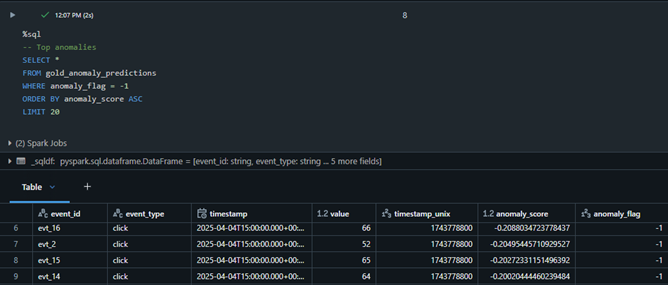 12:07 PM (2s)
8
%sql
-- Top anomalies
SELECT *
FROM gold_anomaly_predictions
WHERE anomaly_flag = -1
ORDER BY anomaly_score ASC
LIMIT 20
(2) Spark Jobs
_sqldf: pyspark.sql.dataframe.DataFrame = [event_id: string, event_type: string ... 5 more fields]
Table +
event_id event_type timestamp 1.2 value 123 timestamp_unix 1.2 anomaly_score 123 anomaly_flag
6 evt_16 click 2025-04-04T15:00:00.000+00:... 66 1743778800 -0.2088034723778437 -1
7 evt_2 click 2025-04-04T15:00:00.000+00:... 52 1743778800 -0.20495445710929527 -1
8 evt_15 click 2025-04-04T15:00:00.000+00:... 65 1743778800 -0.20272331151496392 -1
9 evt_14 click 2025-04-04T15:00:00.000+00:... 64 1743778800 -0.20020444460239484 -1